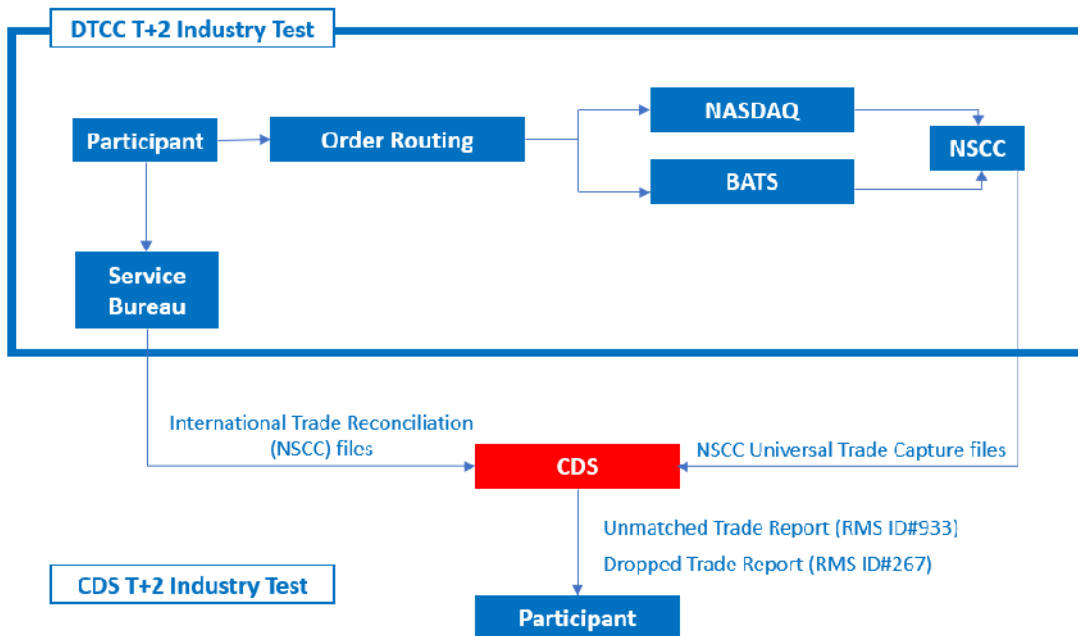 DTCC T+2 Industry Test
Participant
Order Routing
NASDAQ
BATS
NSCC
Service
Bureau
International Trade Reconciliation
(NSCC) files
CDS
NSCC Universal Trade Capture files
Unmatched Trade Report (RMS ID#933)
Dropped Trade Report (RMS ID#267)
CDS T+2 Industry Test
Participant